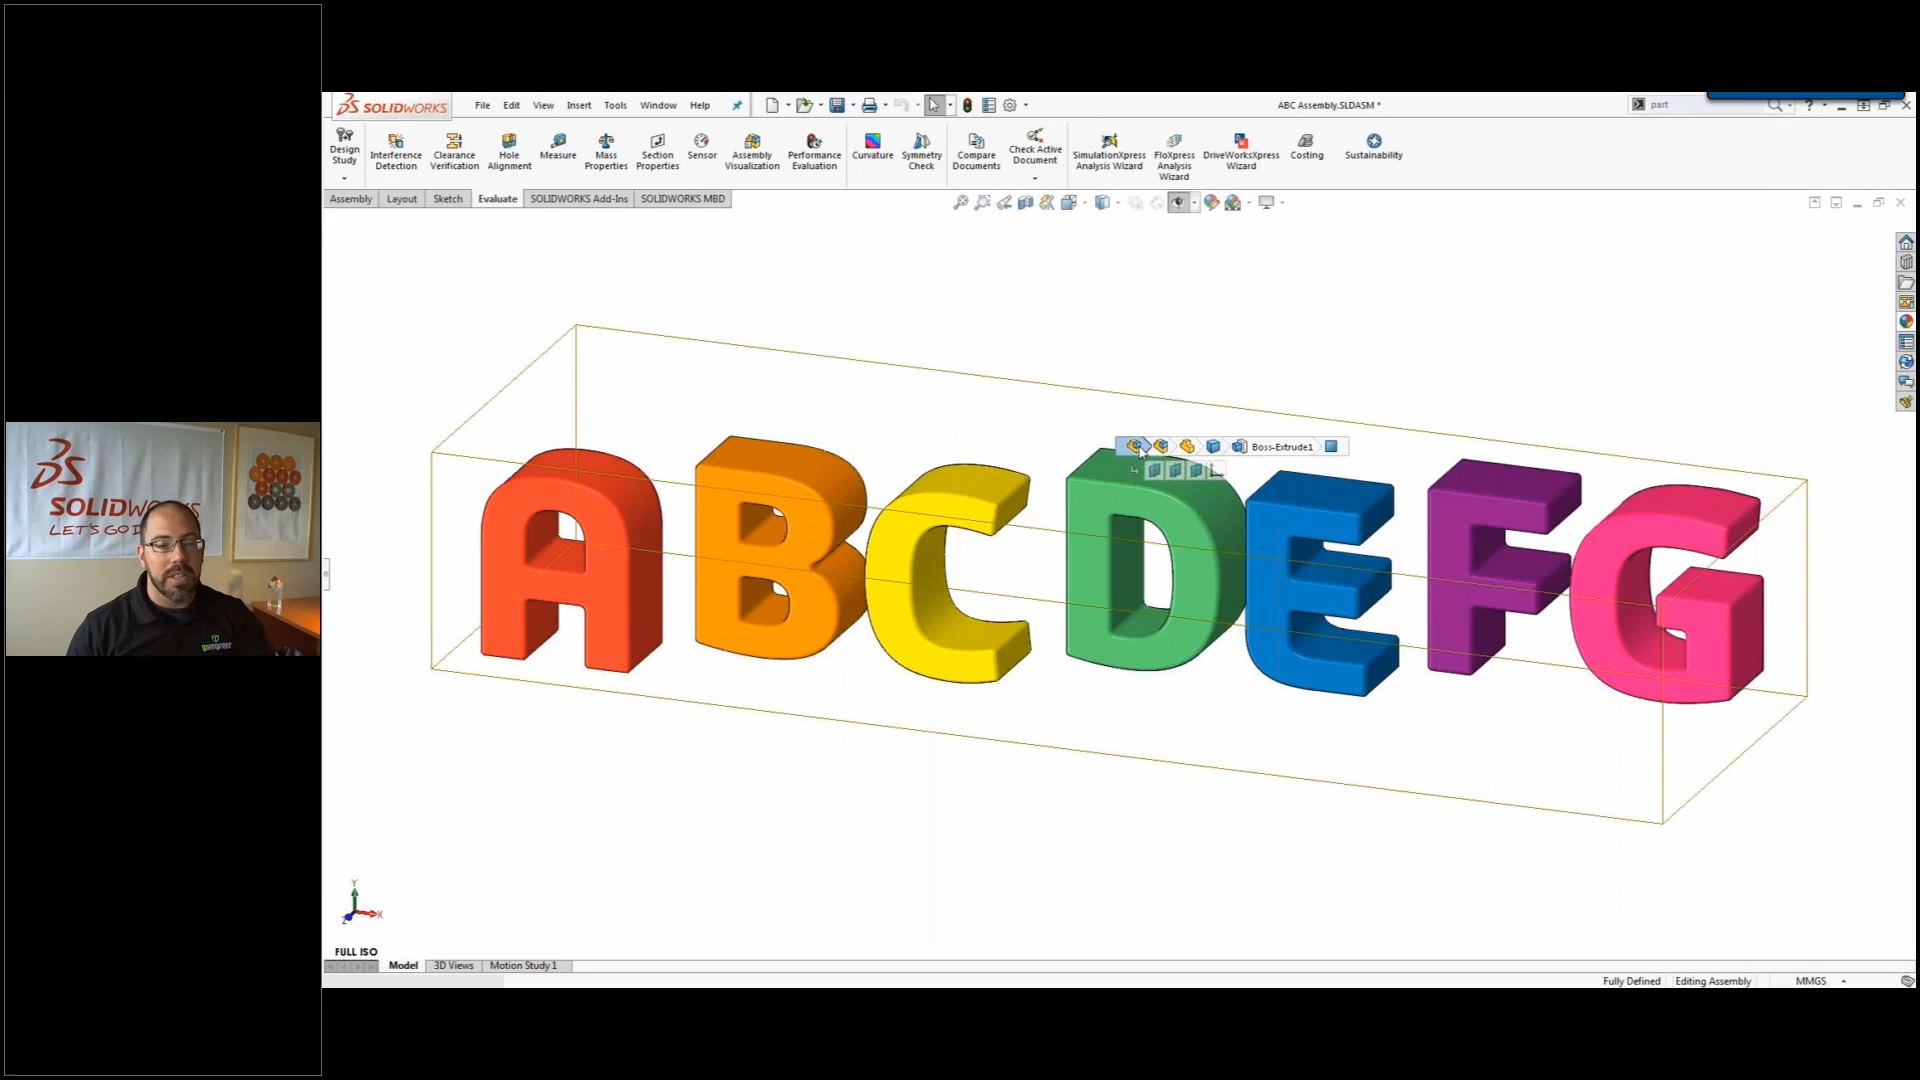 SOLIDWORKS
LET'S GO D
goengineer
SOLIDWORKS File Edit View Insert Tools Window Help ABC Assembly.SLDASM * part ?
Design Study
Interference Detection
Clearance Verification
Hole Alignment
Measure
Mass Properties
Section Properties
Sensor
Assembly Visualization
Performance Evaluation
Curvature
Symmetry Check
Compare Documents
Check Active Document
SimulationXpress Analysis Wizard
FloXpress Analysis Wizard
DriveWorksXpress Wizard
Costing
Sustainability
Assembly Layout Sketch Evaluate SOLIDWORKS Add-Ins SOLIDWORKS MBD
Boss-Extrude1
ABCDEFG
Y
X
Z
FULL ISO
Model 3D Views Motion Study 1
Fully Defined Editing Assembly MMGS